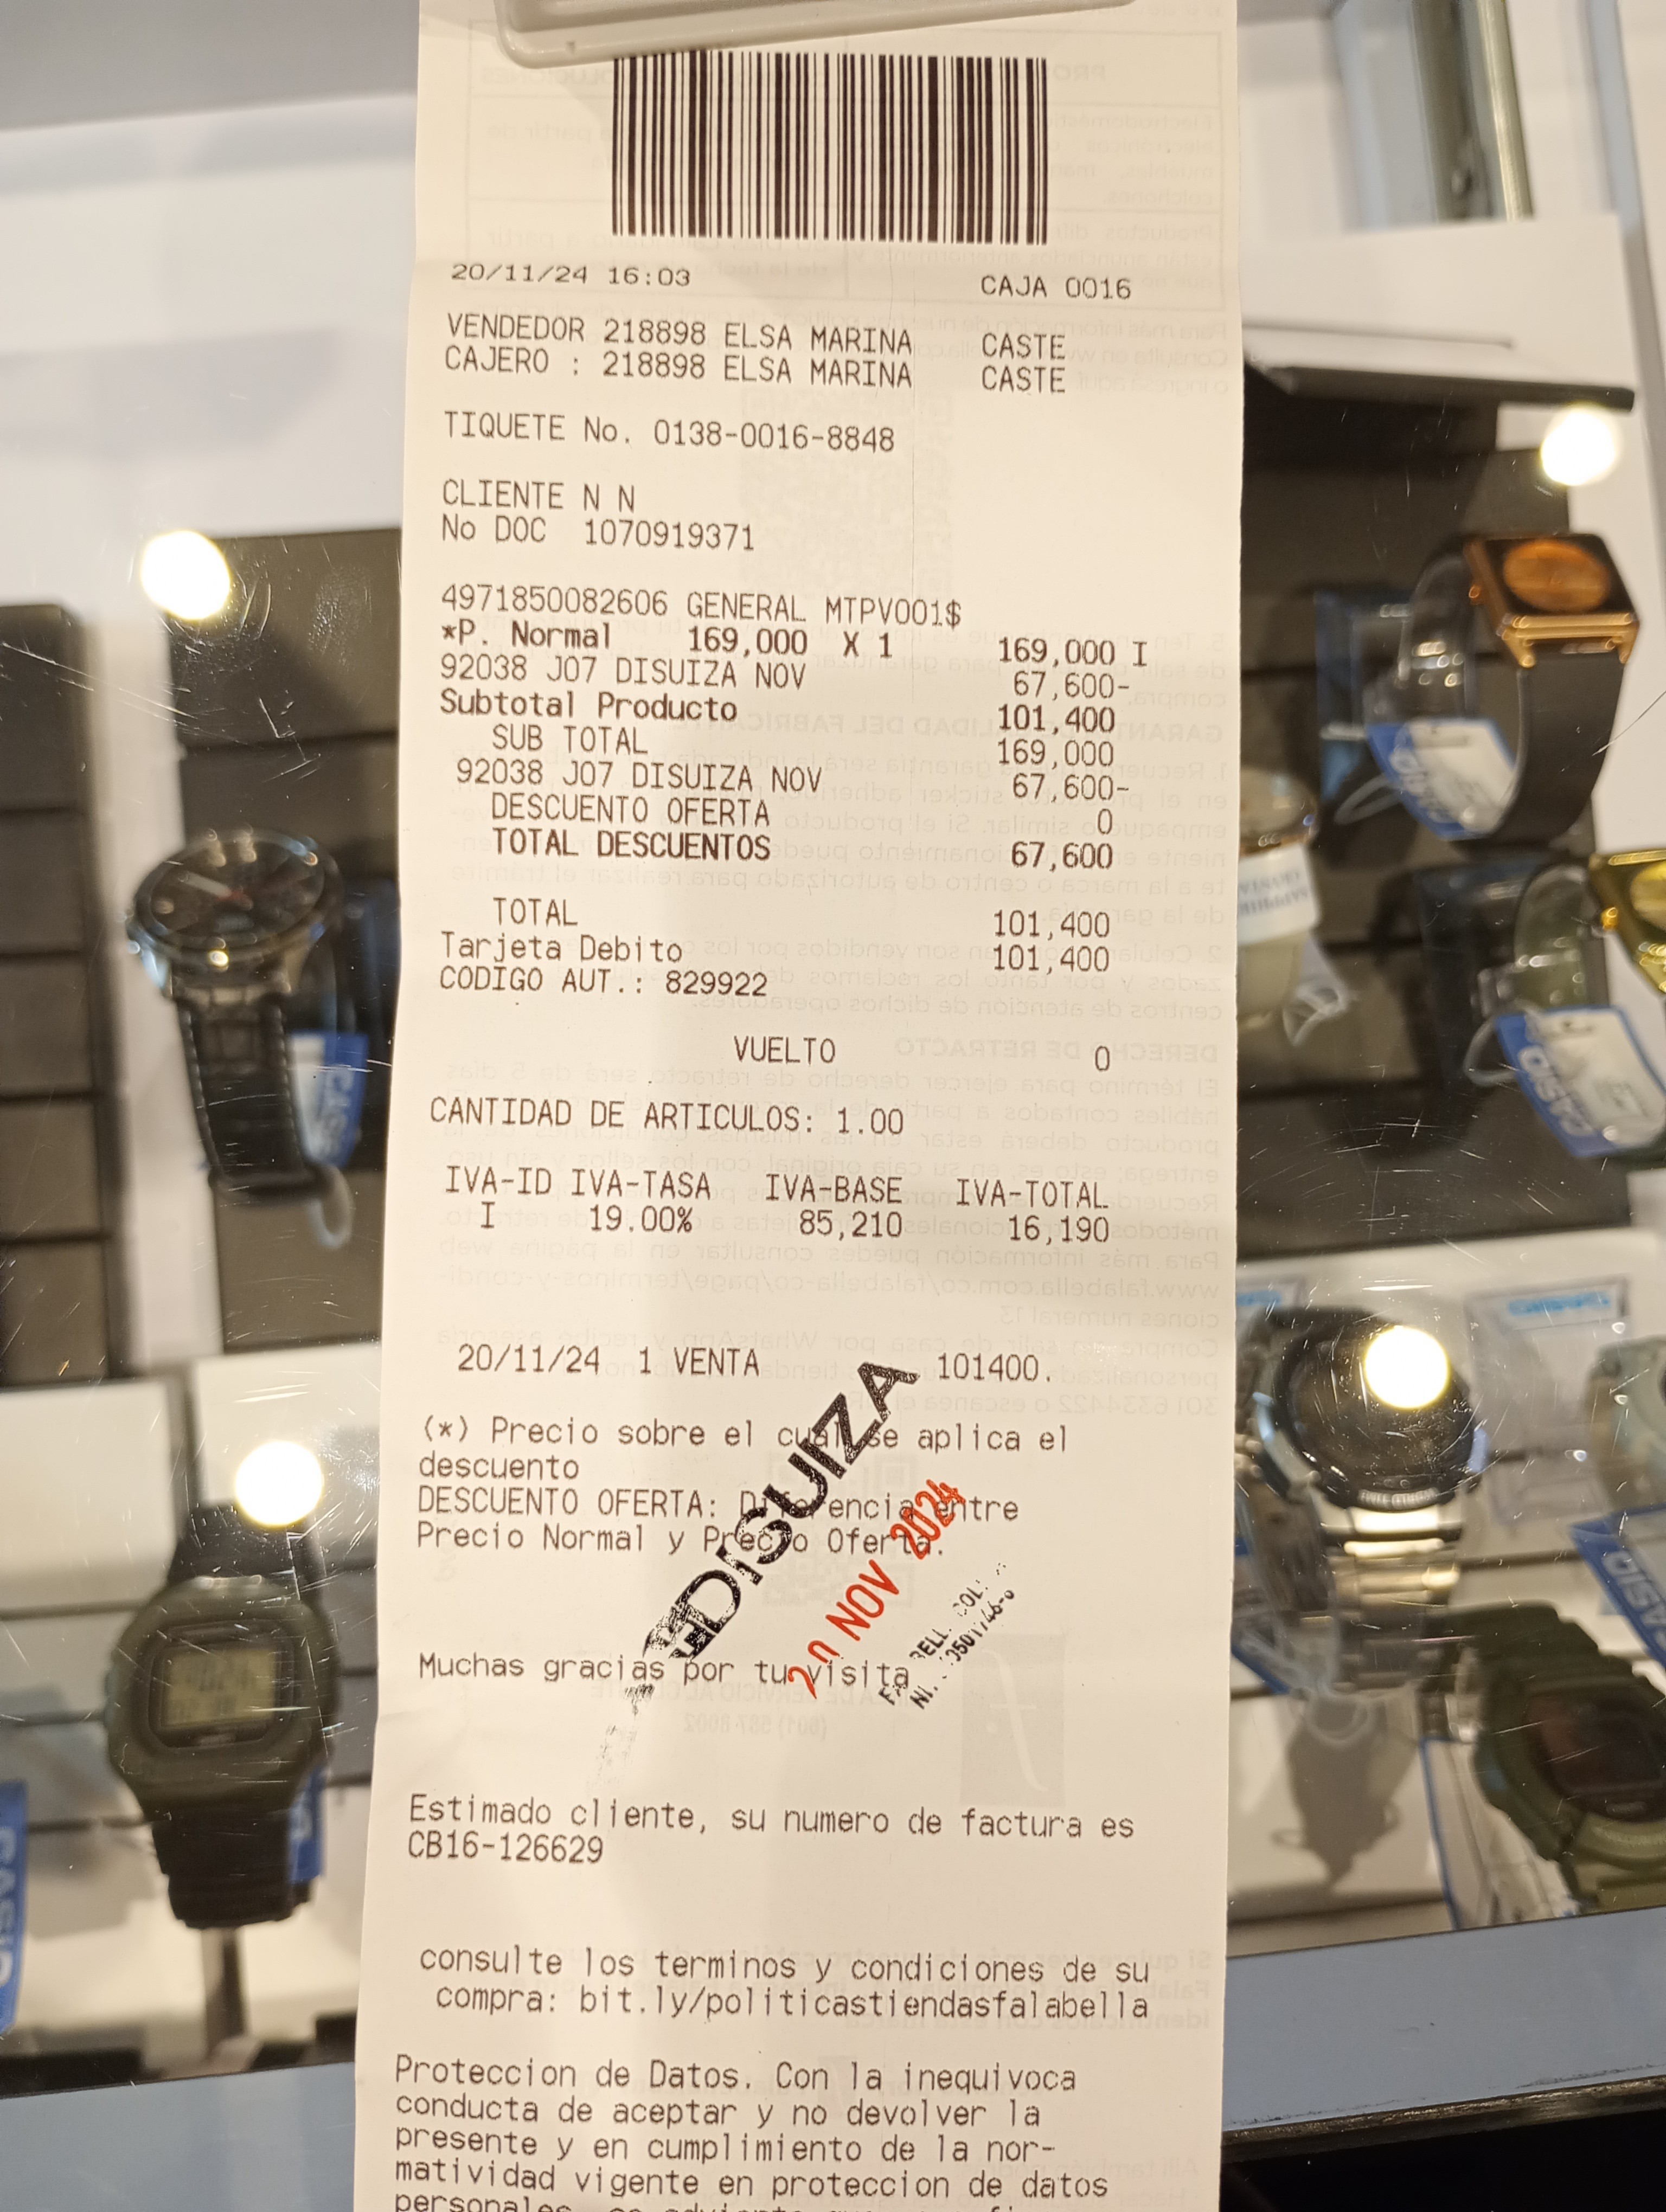 20/11/24 16:03 CAJA 0016
VENDEDOR 218898 ELSA MARINA CASTE
CAJERO : 218898 ELSA MARINA CASTE
TIQUETE No. 0138-0016-8848
CLIENTE N N
No DOC 1070919371
4971850082606 GENERAL MTPV001$
*P. Normal 169,000 X 1 169,000 I
92038 J07 DISUIZA NOV 67,600-
Subtotal Producto 101,400
SUB TOTAL 169,000
92038 J07 DISUIZA NOV 67,600-
DESCUENTO OFERTA 0
TOTAL DESCUENTOS 67,600
TOTAL 101,400
Tarjeta Debito 101,400
CODIGO AUT.: 829922
VUELTO 0
CANTIDAD DE ARTICULOS: 1.00
IVA-ID IVA-TASA IVA-BASE IVA-TOTAL
I 19.00% 85,210 16,190
20/11/24 1 VENTA 101400.
(*) Precio sobre el cual se aplica el
descuento
DESCUENTO OFERTA: Diferencia entre
Precio Normal y Precio Oferta.
DISUIZA
20 NOV 2024
Muchas gracias por tu visita
Estimado cliente, su numero de factura es
CB16-126629
consulte los terminos y condiciones de su
compra: bit.ly/politicastiendasfalabella
Proteccion de Datos. Con la inequivoca
conducta de aceptar y no devolver la
presente y en cumplimiento de la nor-
matividad vigente en proteccion de datos
CASIO
CASIO
CASIO
CASIO